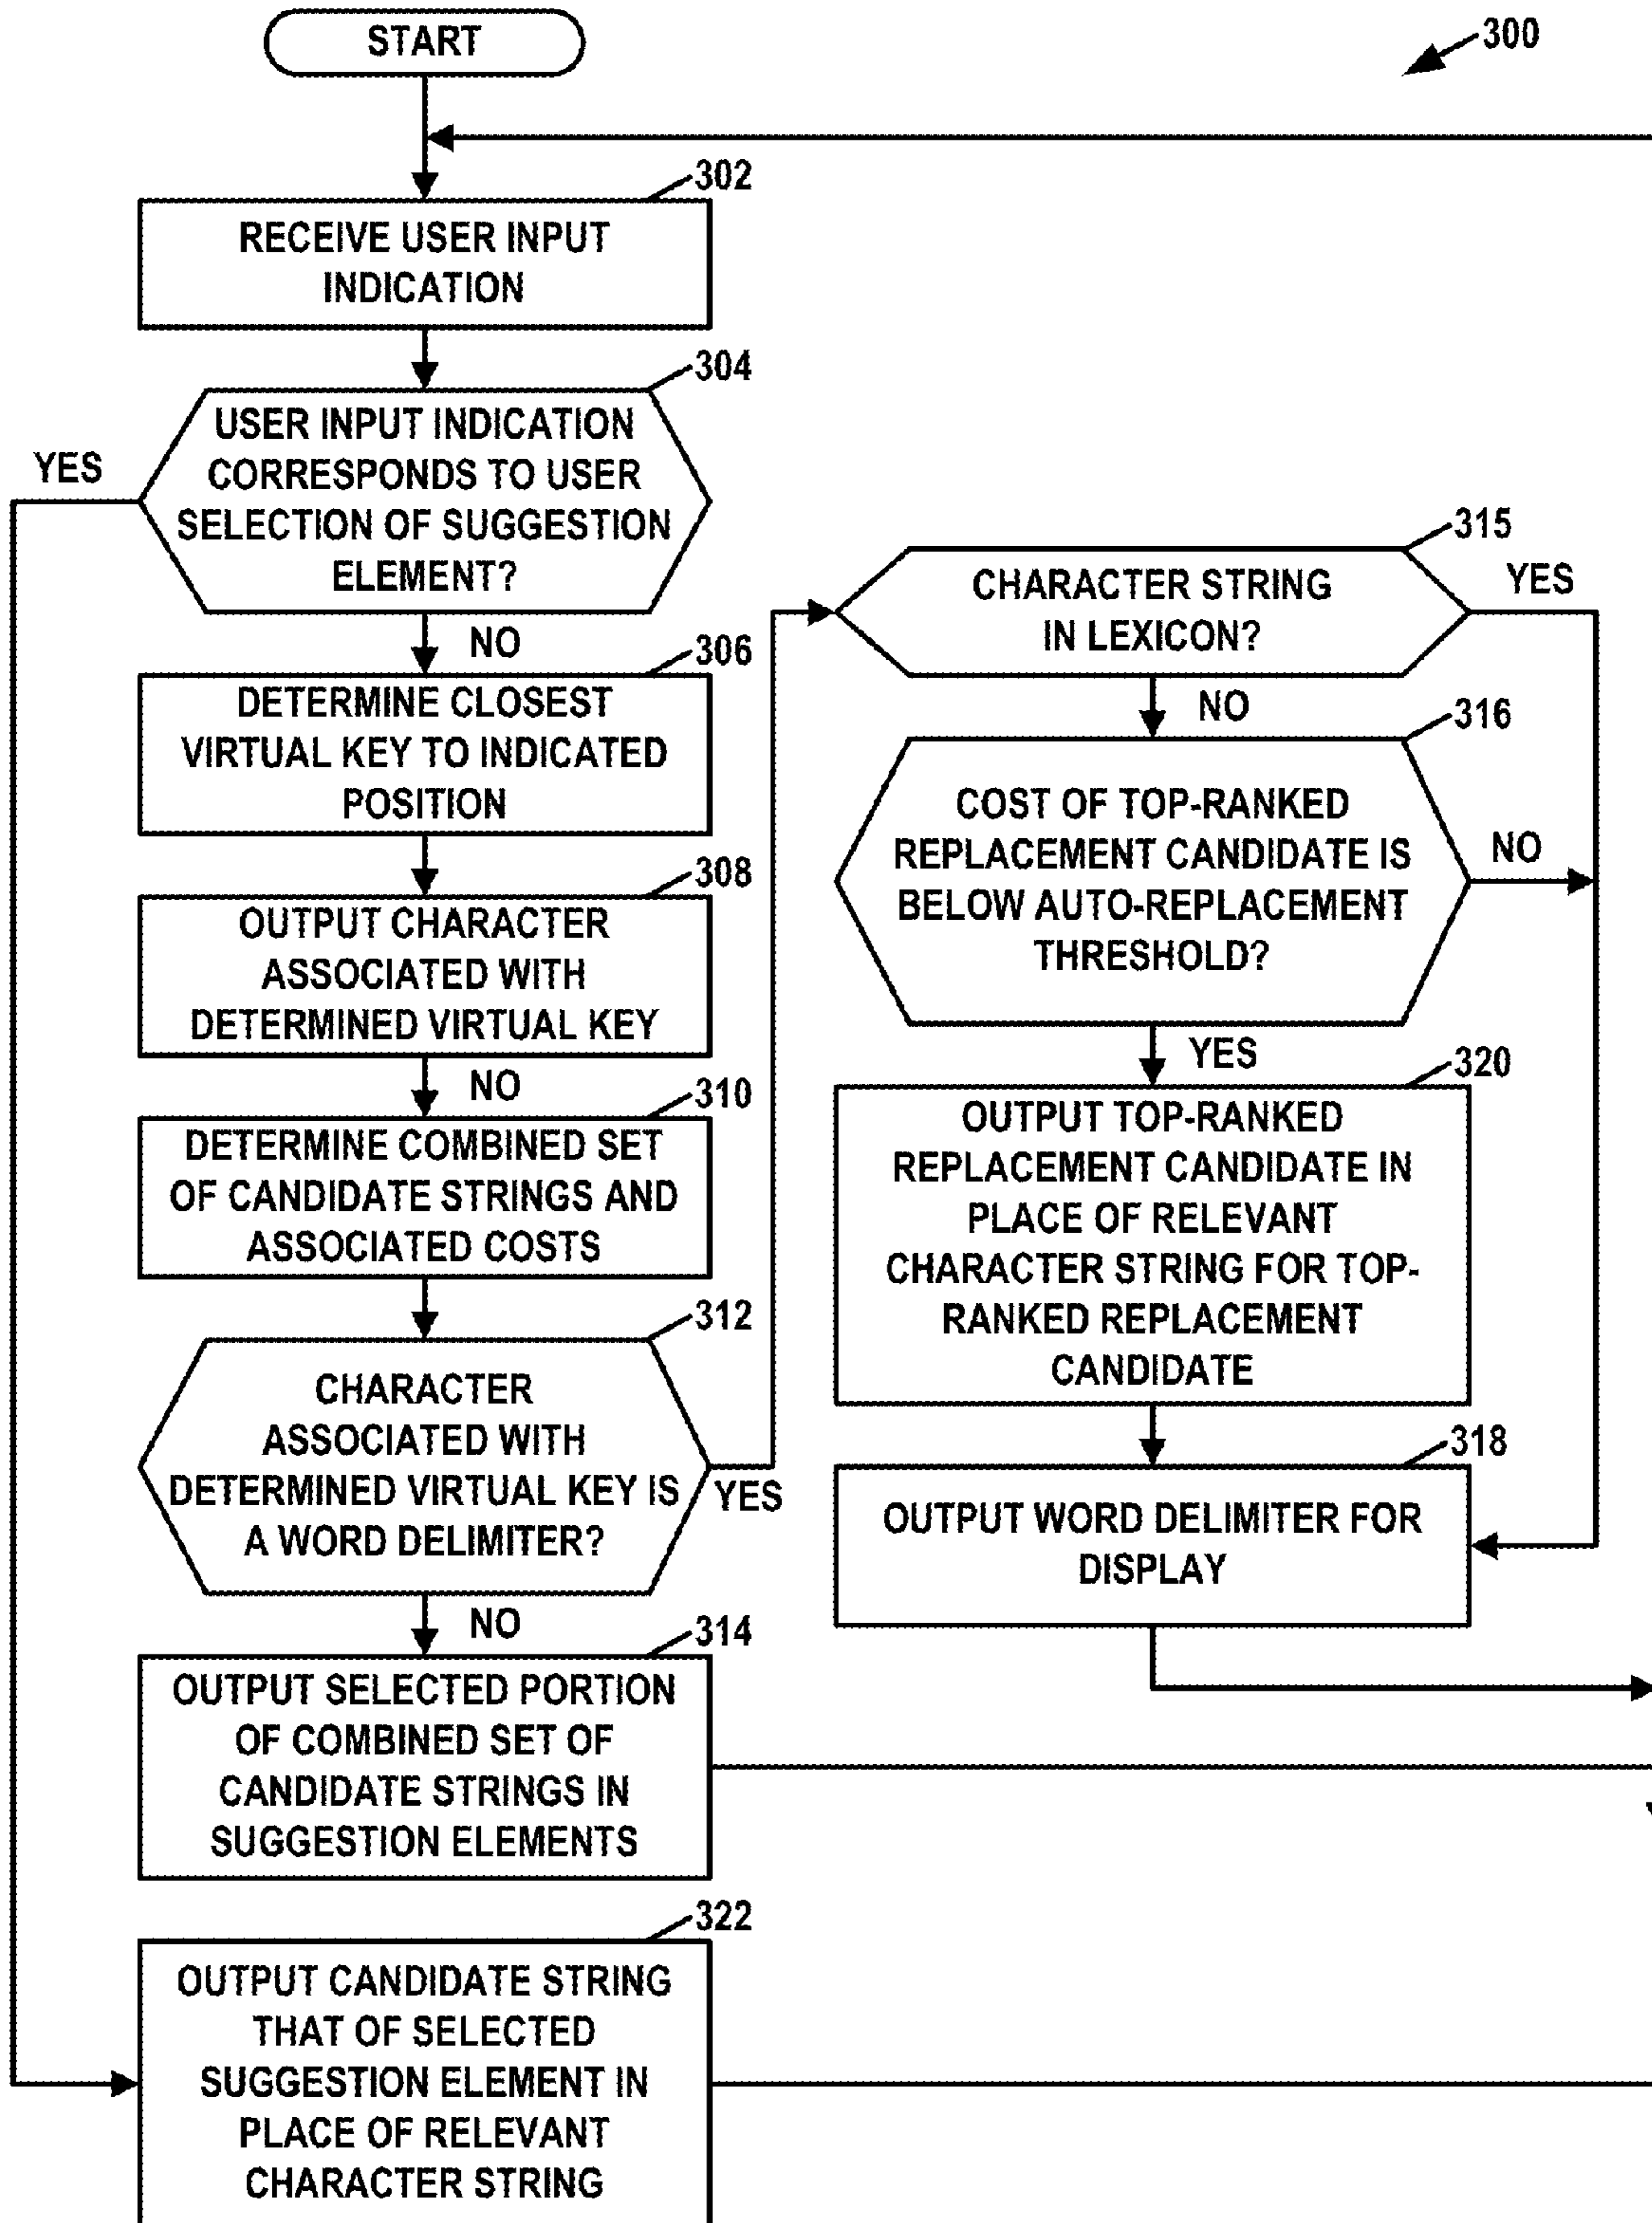 START
300
302
RECEIVE USER INPUT
INDICATION
304
USER INPUT INDICATION
CORRESPONDS TO USER
SELECTION OF SUGGESTION
ELEMENT?
YES
NO
306
DETERMINE CLOSEST
VIRTUAL KEY TO INDICATED
POSITION
308
OUTPUT CHARACTER
ASSOCIATED WITH
DETERMINED VIRTUAL KEY
NO
310
DETERMINE COMBINED SET
OF CANDIDATE STRINGS AND
ASSOCIATED COSTS
312
CHARACTER
ASSOCIATED WITH
DETERMINED VIRTUAL KEY IS
A WORD DELIMITER?
YES
NO
314
OUTPUT SELECTED PORTION
OF COMBINED SET OF
CANDIDATE STRINGS IN
SUGGESTION ELEMENTS
322
OUTPUT CANDIDATE STRING
THAT OF SELECTED
SUGGESTION ELEMENT IN
PLACE OF RELEVANT
CHARACTER STRING
315
CHARACTER STRING
IN LEXICON?
YES
NO
316
COST OF TOP-RANKED
REPLACEMENT CANDIDATE IS
BELOW AUTO-REPLACEMENT
THRESHOLD?
NO
YES
320
OUTPUT TOP-RANKED
REPLACEMENT CANDIDATE IN
PLACE OF RELEVANT
CHARACTER STRING FOR TOP-
RANKED REPLACEMENT
CANDIDATE
318
OUTPUT WORD DELIMITER FOR
DISPLAY